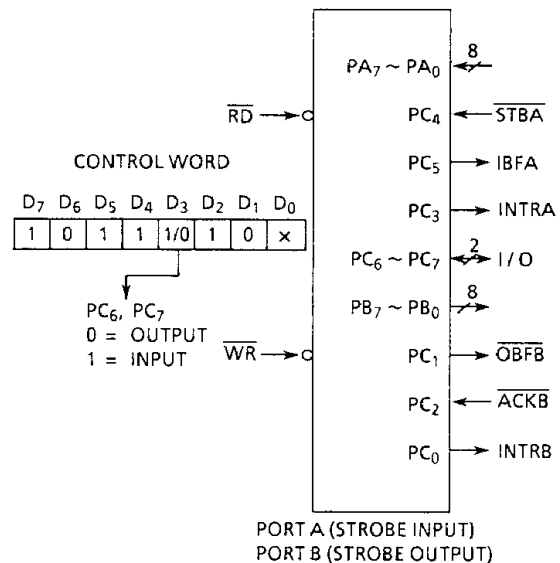 8
PA₇ ~ PA₀
RD
PC₄ STBA
CONTROL WORD
PC₅ IBFA
D₇ D₆ D₅ D₄ D₃ D₂ D₁ D₀
PC₃ INTRA
1 0 1 1 1/0 1 0 ×
2
PC₆ ~ PC₇ I/O
8
PC₆, PC₇
PB₇ ~ PB₀
0 = OUTPUT
1 = INPUT
WR
PC₁ OBFB
PC₂ ACKB
PC₀ INTRB
PORT A (STROBE INPUT)
PORT B (STROBE OUTPUT)